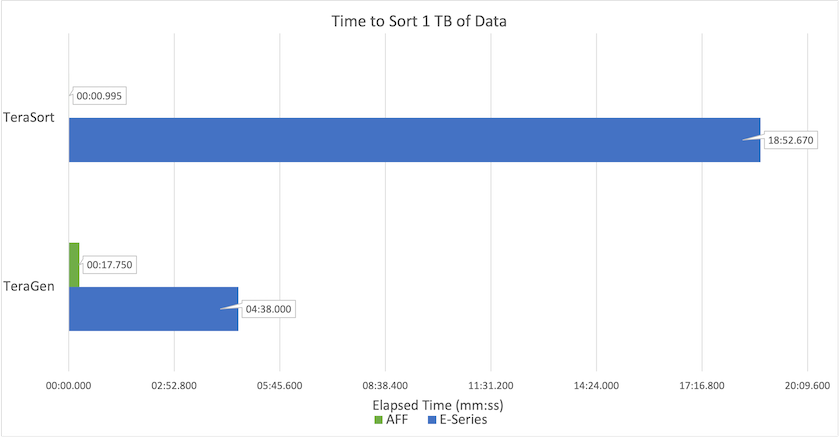 Time to Sort 1 TB of Data
00:00.995
TeraSort
18:52.670
00:17.750
TeraGen
04:38.000
00:00.000 02:52.800 05:45.600 08:38.400 11:31.200 14:24.000 17:16.800 20:09.600
Elapsed Time (mm:ss)
AFF E-Series